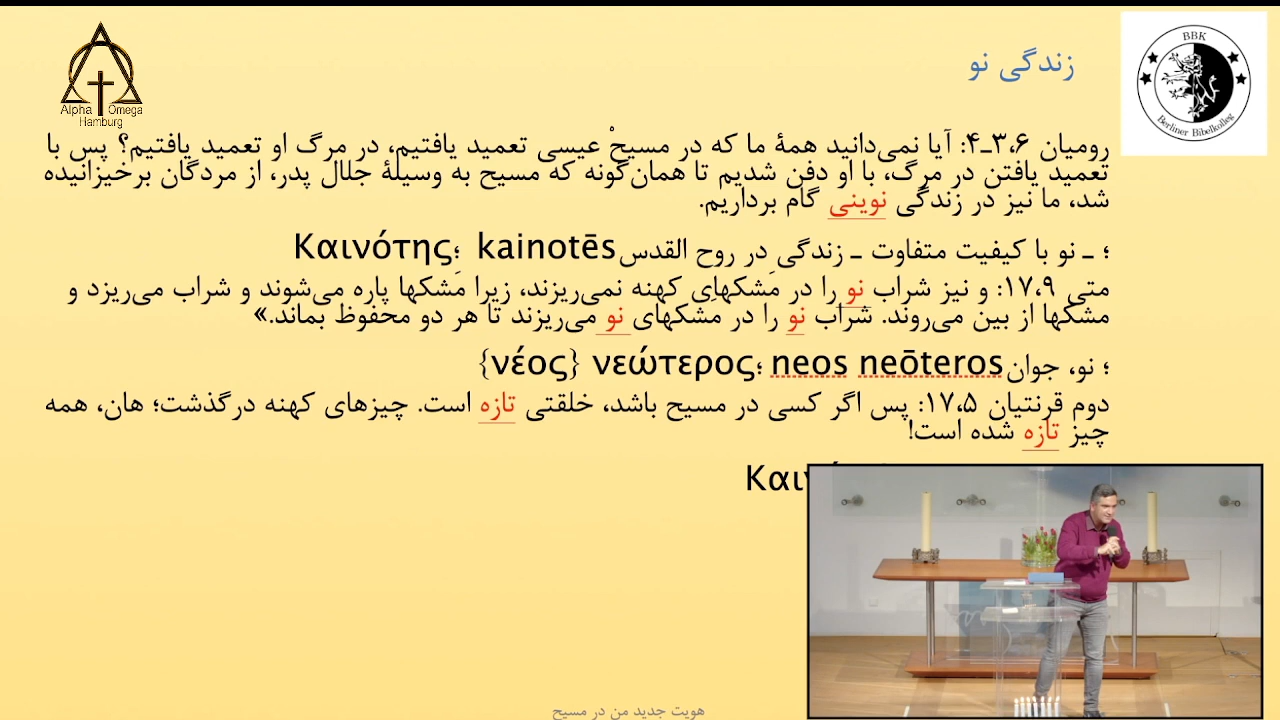 زندگی نو
BBK
Berliner Bibelkolleg
Alpha Omega
Hamburg
رومیان ۳،۶ـ۴: آیا نمی‌دانید همهٔ ما که در مسیحْ عیسی تعمید یافتیم، در مرگ او تعمید یافتیم؟ پس با
تعمید یافتن در مرگ، با او دفن شدیم تا همان‌گونه که مسیح به وسیلهٔ جلال پدر، از مردگان برخیزانیده
شد، ما نیز در زندگی نوینی گام برداریم.
؛ ـ نو با کیفیت متفاوت ـ زندگی در روح القدس kainotēs ؛Καινότης
متی ۱۷،۹: و نیز شراب نو را در مَشکهای کهنه نمی‌ریزند، زیرا مَشکها پاره می‌شوند و شراب می‌ریزد و
مشکها از بین می‌روند. شراب نو را در مَشکهای نو می‌ریزند تا هر دو محفوظ بماند.»
؛ نو، جوان neos neōteros ؛νεώτερος {νέος}
دوم قرنتیان ۱۷،۵: پس اگر کسی در مسیح باشد، خلقتی تازه است. چیزهای کهنه درگذشت؛ هان، همه
چیز تازه شده است!
هویت جدید من در مسیح